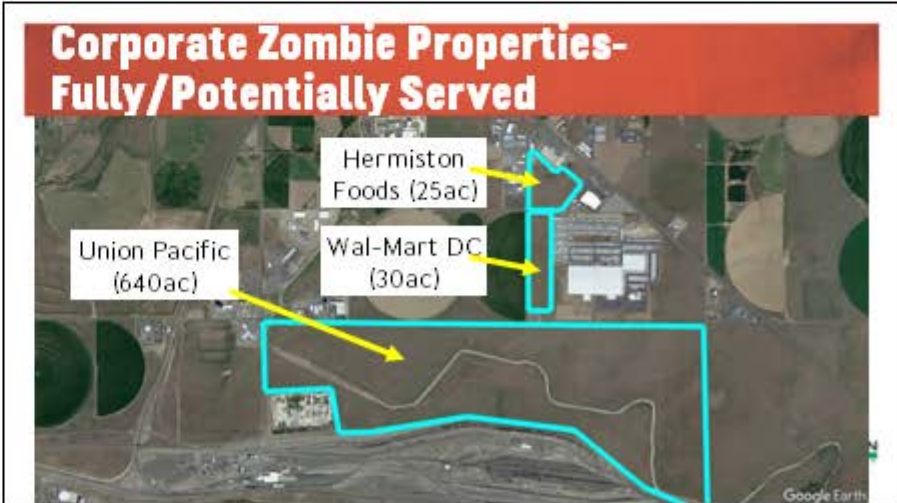 Corporate Zombie Properties-
Fully/Potentially Served
Hermiston
Foods (25ac)
Union Pacific
(640ac)
Wal-Mart DC
(30ac)
Google Earth